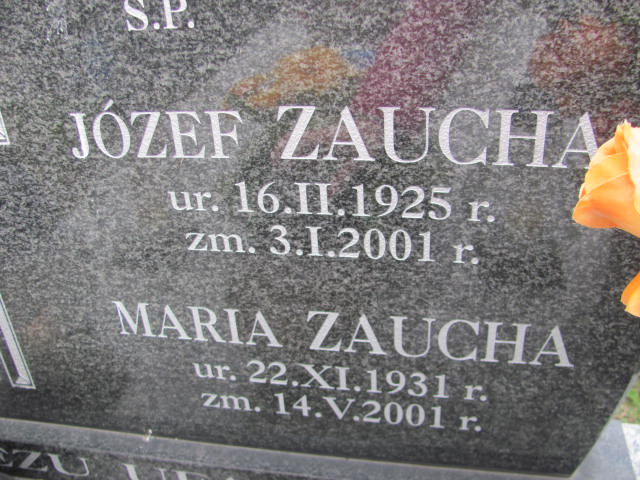 Ś.P.
JÓZEF ZAUCHA
ur. 16.II.1925 r.
zm. 3.I.2001 r.
MARIA ZAUCHA
ur. 22.XI.1931 r.
zm. 14.V.2001 r.